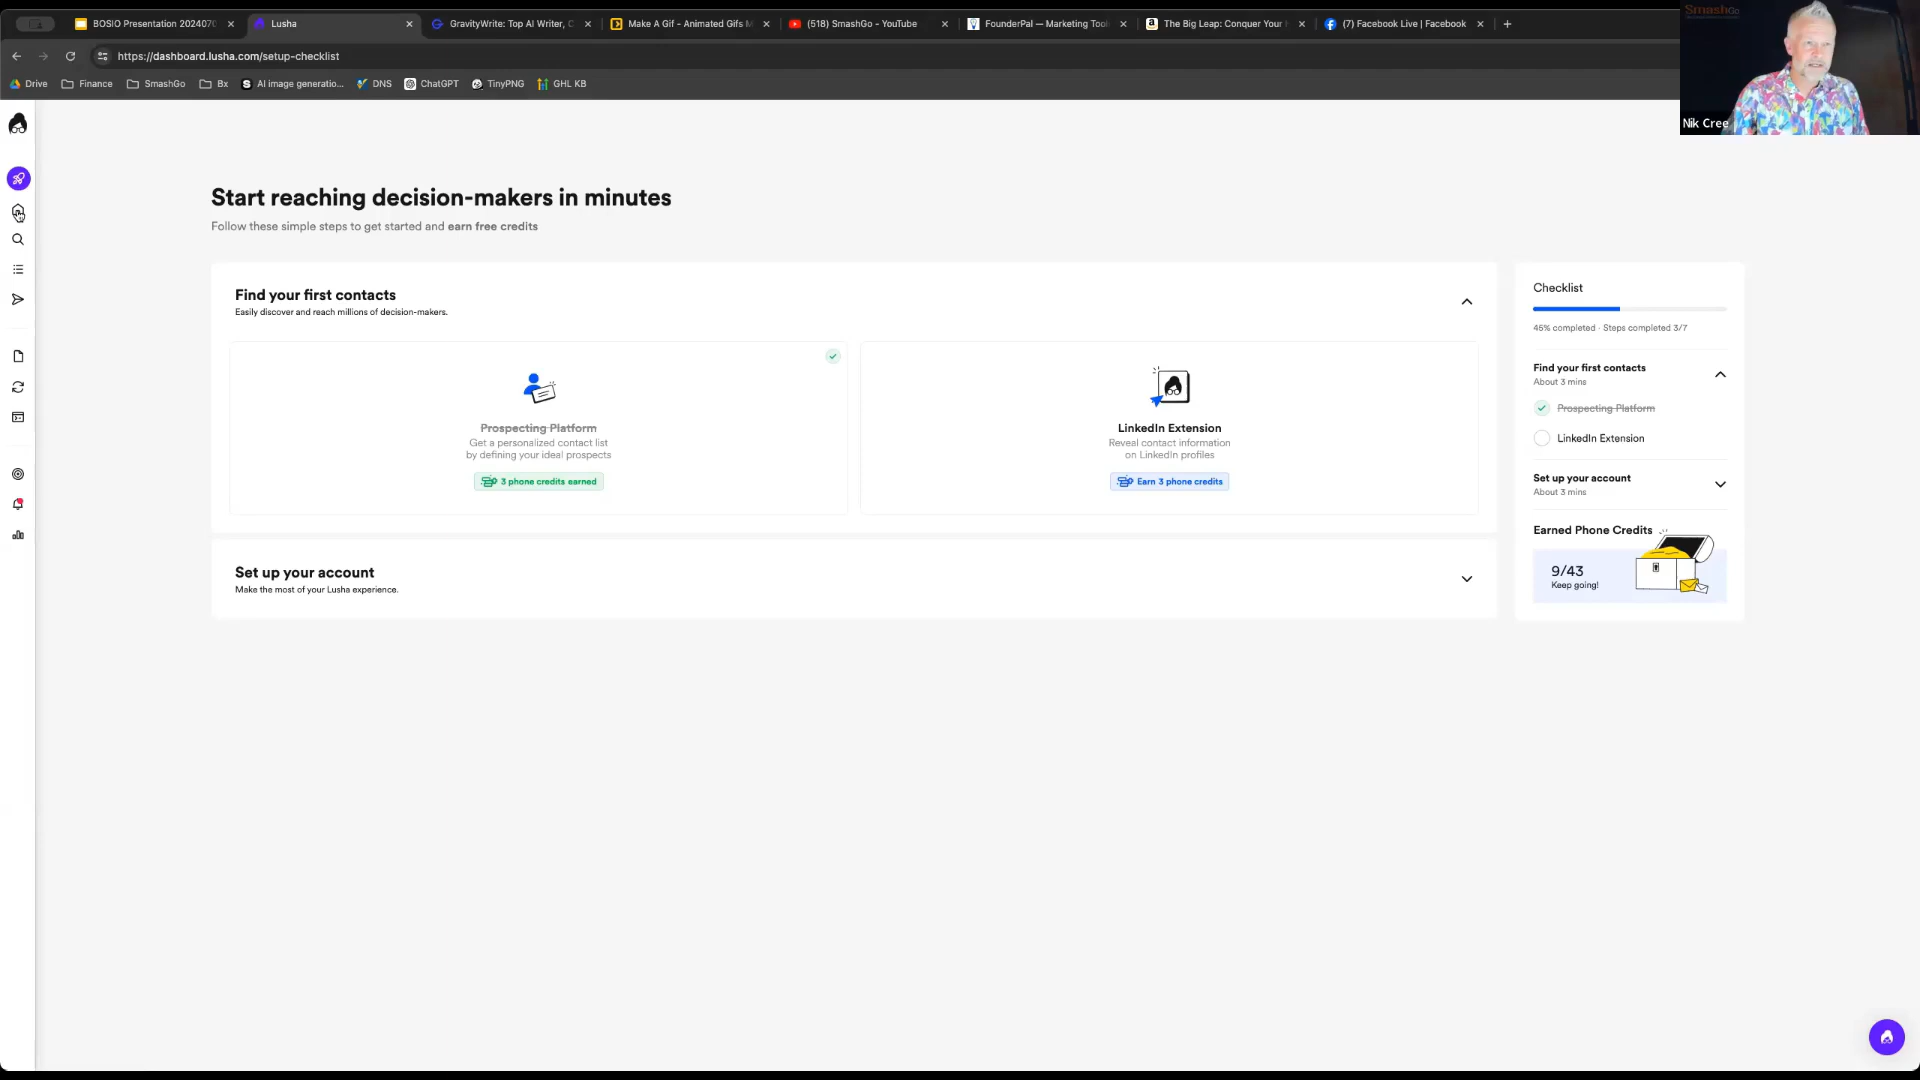 BOSIO Presentation 202407
Lusha
GravityWrite: Top AI Writer, C
Make A Gif - Animated Gifs M
(518) SmashGo - YouTube
FounderPal — Marketing Tool
The Big Leap: Conquer Your
(7) Facebook Live | Facebook
https://dashboard.lusha.com/setup-checklist
Drive
Finance
SmashGo
Bx
AI image generatio...
DNS
ChatGPT
TinyPNG
GHL KB
SmashGo
Nik Cree
Start reaching decision-makers in minutes
Follow these simple steps to get started and earn free credits
Find your first contacts
Easily discover and reach millions of decision-makers.
Prospecting Platform
Get a personalized contact list
by defining your ideal prospects
3 phone credits earned
LinkedIn Extension
Reveal contact information
on LinkedIn profiles
Earn 3 phone credits
Set up your account
Make the most of your Lusha experience.
Checklist
45% completed · Steps completed 3/7
Find your first contacts
About 3 mins
Prospecting Platform
LinkedIn Extension
Set up your account
About 3 mins
Earned Phone Credits
9/43
Keep going!